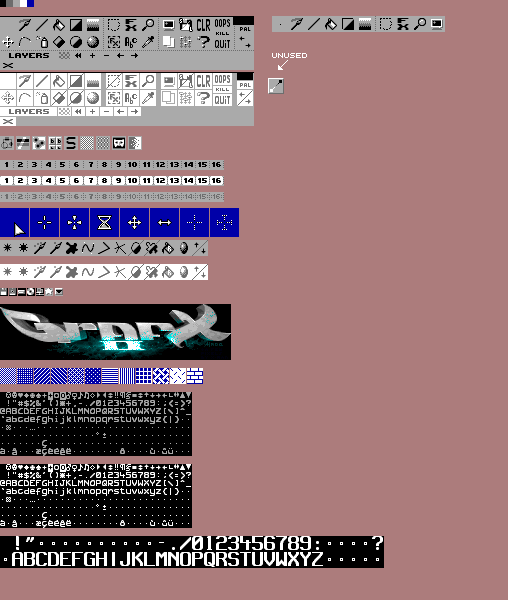 CLR OOPS
KILL
PAL
? QUIT
LAYERS
CLR OOPS
KILL
PAL
ABC ? QUIT
LAYERS
UNUSED
1 2 3 4 5 6 7 8 9 10 11 12 13 14 15 16
1 2 3 4 5 6 7 8 9 10 11 12 13 14 15 16
1 2 3 4 5 6 7 8 9 10 11 12 13 14 15 16
GrafX
II
!"#$%&'()*+,-./0123456789:;<=>?
@ABCDEFGHIJKLMNOPQRSTUVWXYZ[\]^_
`abcdefghijklmnopqrstuvwxyz{|}
!"#$%&'()*+,-./0123456789:;<=>?
@ABCDEFGHIJKLMNOPQRSTUVWXYZ[\]^_
`abcdefghijklmnopqrstuvwxyz{|}
!" -./0123456789: ?
ABCDEFGHIJKLMNOPQRSTUVWXYZ